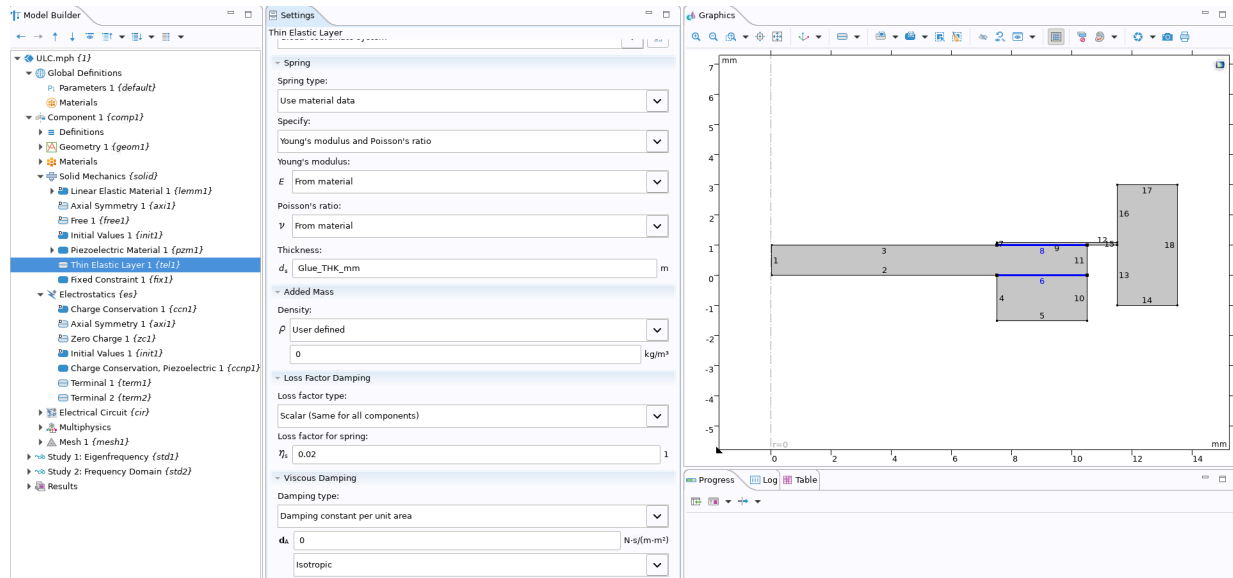 Model Builder
ULC.mph {1}
Global Definitions
Pi Parameters 1 {default}
Materials
Component 1 {comp1}
Definitions
Geometry 1 {geom1}
Materials
Solid Mechanics {solid}
Linear Elastic Material 1 {lemm1}
Axial Symmetry 1 {axi1}
Free 1 {free1}
Initial Values 1 {init1}
Piezoelectric Material 1 {pzm1}
Thin Elastic Layer 1 {tel1}
Fixed Constraint 1 {fix1}
Electrostatics {es}
Charge Conservation 1 {ccn1}
Axial Symmetry 1 {axi1}
Zero Charge 1 {zc1}
Initial Values 1 {init1}
Charge Conservation, Piezoelectric 1 {ccnp1}
Terminal 1 {term1}
Terminal 2 {term2}
Electrical Circuit {cir}
Multiphysics
Mesh 1 {mesh1}
Study 1: Eigenfrequency {std1}
Study 2: Frequency Domain {std2}
Results
Settings
Thin Elastic Layer
Spring
Spring type:
Use material data
Specify:
Young's modulus and Poisson's ratio
Young's modulus:
E From material
Poisson's ratio:
ν From material
Thickness:
ds Glue_THK_mm m
Added Mass
Density:
ρ User defined
0 kg/m³
Loss Factor Damping
Loss factor type:
Scalar (Same for all components)
Loss factor for spring:
ηs 0.02 1
Viscous Damping
Damping type:
Damping constant per unit area
dA 0 N·s/(m·m²)
Isotropic
Graphics
mm
7
6
5
4
3
2
1
0
-1
-2
-3
-4
-5
17
16
12
18
3
8
9
1
11
2
6
13
4
10
14
5
r=0
mm
0 2 4 6 8 10 12 14
Progress
Log
Table